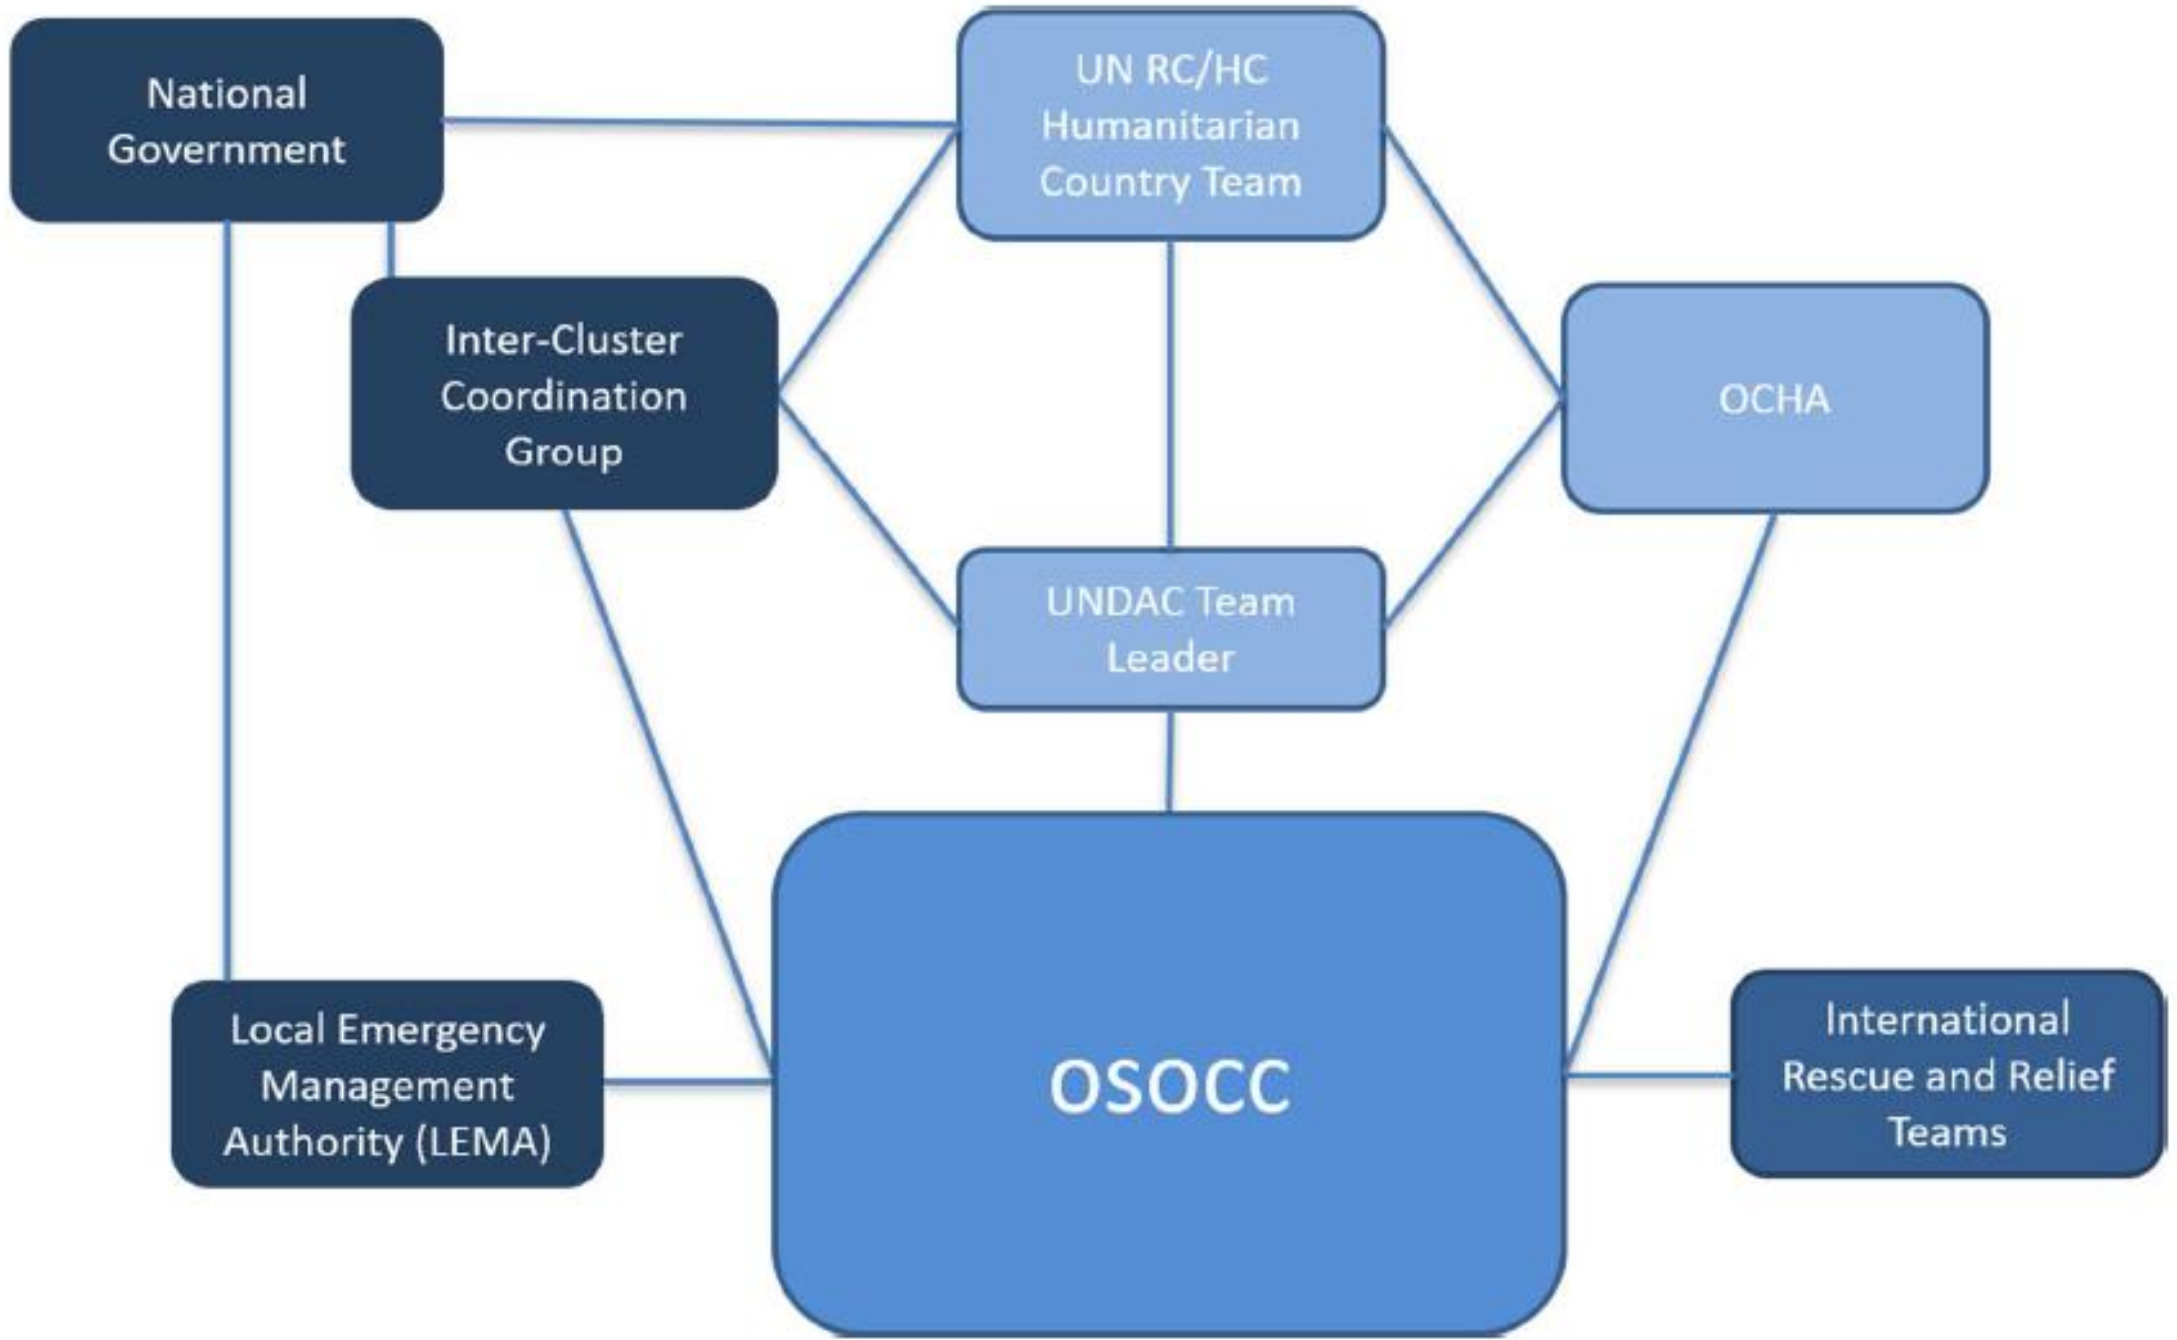 National
Government
UN RC/HC
Humanitarian
Country Team
Inter-Cluster
Coordination
Group
OCHA
UNDAC Team
Leader
Local Emergency
Management
Authority (LEMA)
OSOCC
International
Rescue and Relief
Teams